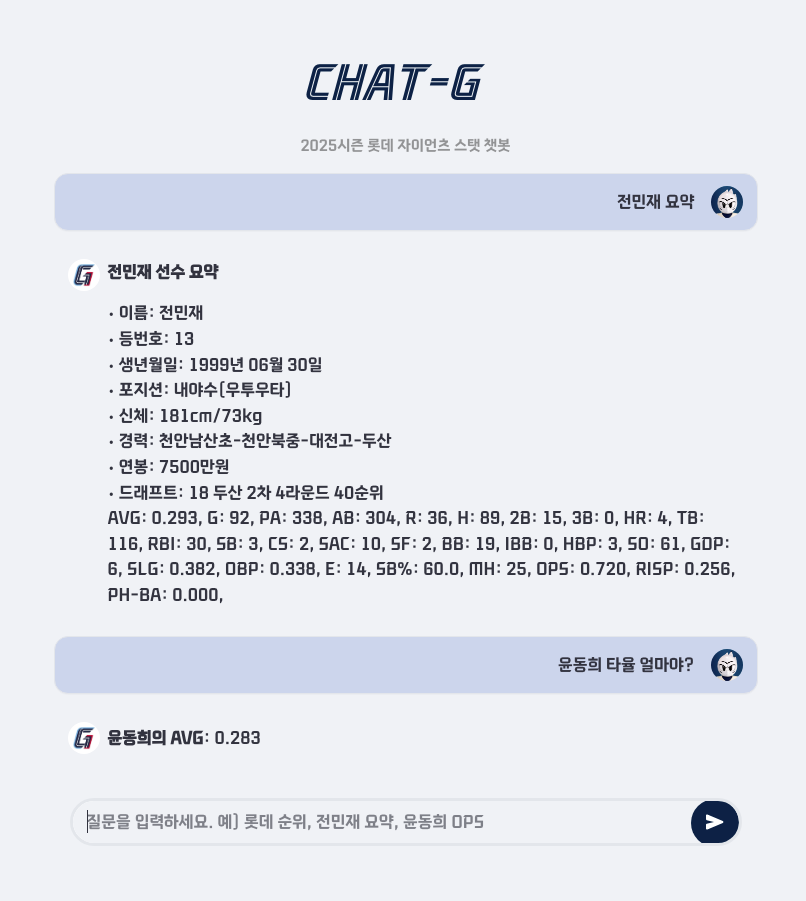 CHAT-G
2025시즌 롯데 자이언츠 스탯 챗봇
전민재 요약
G
전민재 선수 요약
• 이름: 전민재
• 등번호: 13
• 생년월일: 1999년 06월 30일
• 포지션: 내야수(우투우타)
• 신체: 181cm/73kg
• 경력: 천안남산초-천안북중-대전고-두산
• 연봉: 7500만원
• 드래프트: 18 두산 2차 4라운드 40순위
AVG: 0.293, G: 92, PA: 338, AB: 304, R: 36, H: 89, 2B: 15, 3B: 0, HR: 4, TB:
116, RBI: 30, SB: 3, CS: 2, SAC: 10, SF: 2, BB: 19, IBB: 0, HBP: 3, SO: 61, GDP:
6, SLG: 0.382, OBP: 0.338, E: 14, SB%: 60.0, MH: 25, OPS: 0.720, RISP: 0.256,
PH-BA: 0.000,
윤동희 타율 얼마야?
G
윤동희의 AVG: 0.283
질문을 입력하세요. 예) 롯데 순위, 전민재 요약, 윤동희 OPS